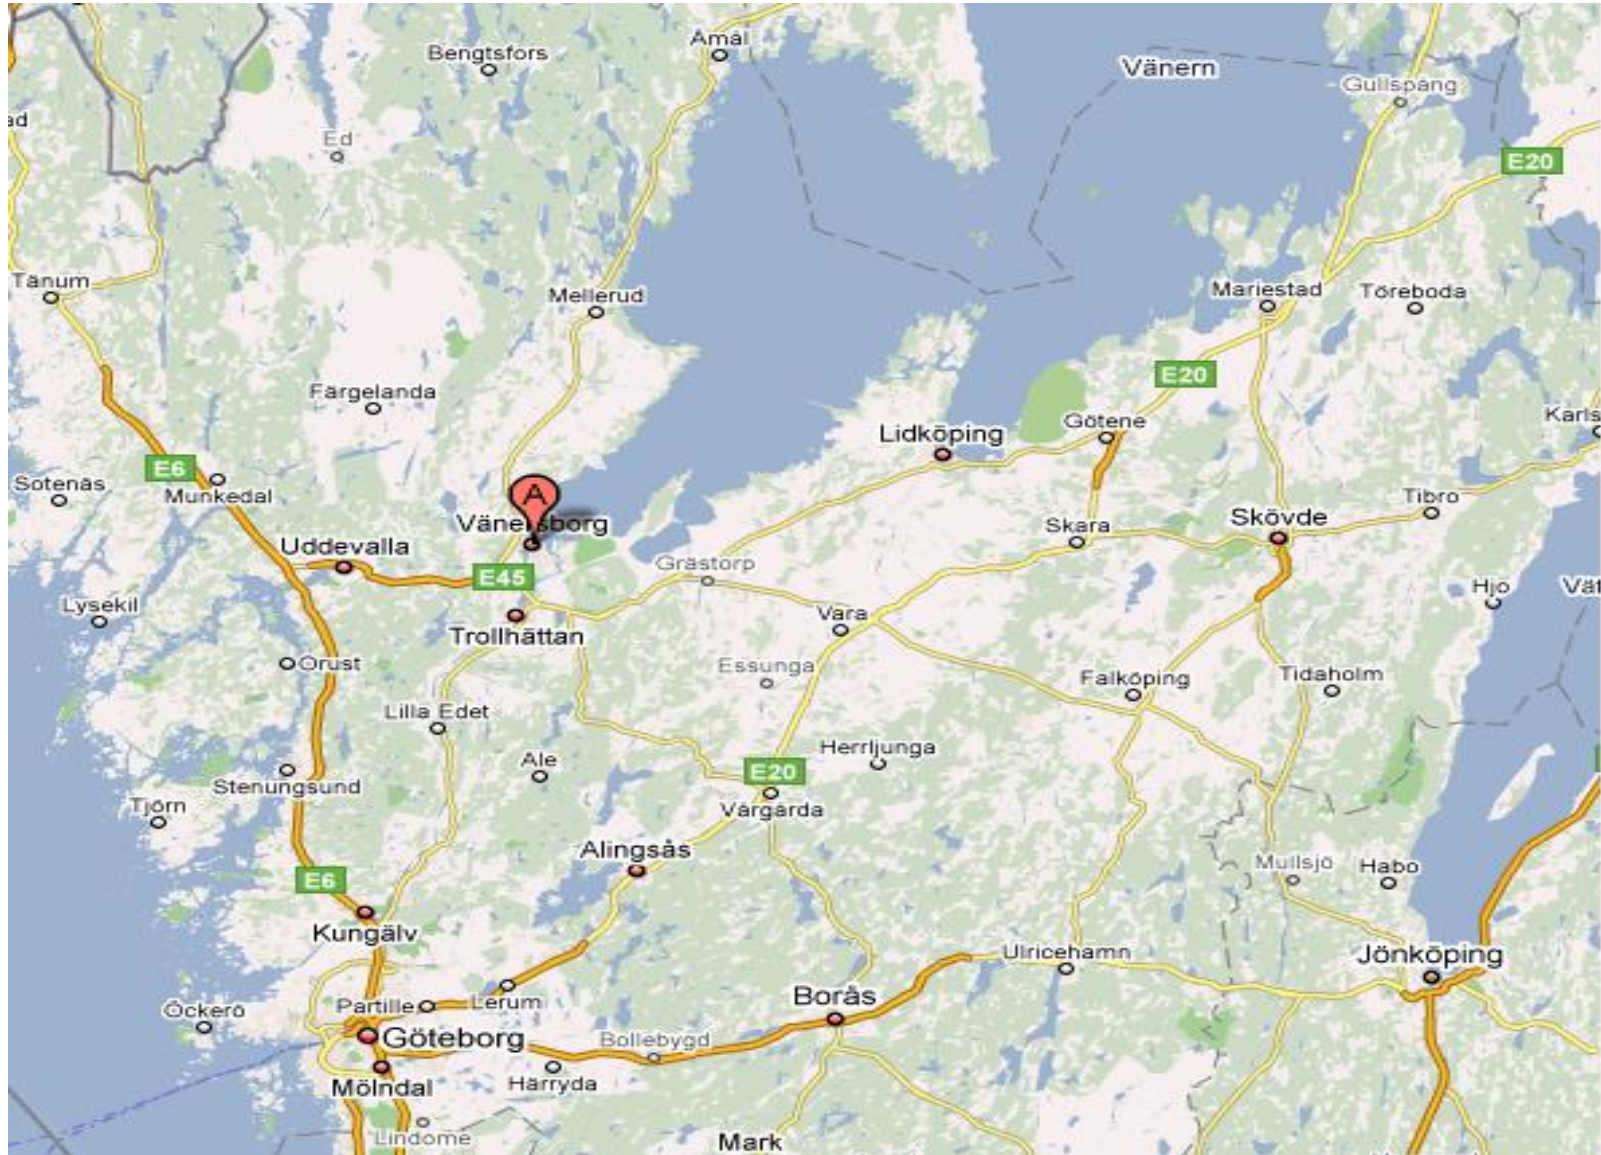 Åmål
Bengtsfors
Vänern
Gullspång
ad
Ed
E20
Tanum
Mellerud
Mariestad
Töreboda
E20
Färgelanda
Götene
Karls
Lidköping
E6
Sotenäs
Munkedal
A
Tibro
Vänersborg
Skara
Skövde
Uddevalla
Grästorp
E45
Hjo
Vät
Lysekil
Vara
Trollhättan
Orust
Essunga
Falköping
Tidaholm
Lilla Edet
Ale
Herrljunga
E20
Stenungsund
Tjörn
Vårgårda
Alingsås
Mullsjö
Habo
E6
Kungälv
Ulricehamn
Jönköping
Borås
Partille
Lerum
Öckerö
Göteborg
Bollebygd
Mölndal
Härryda
Lindome
Mark